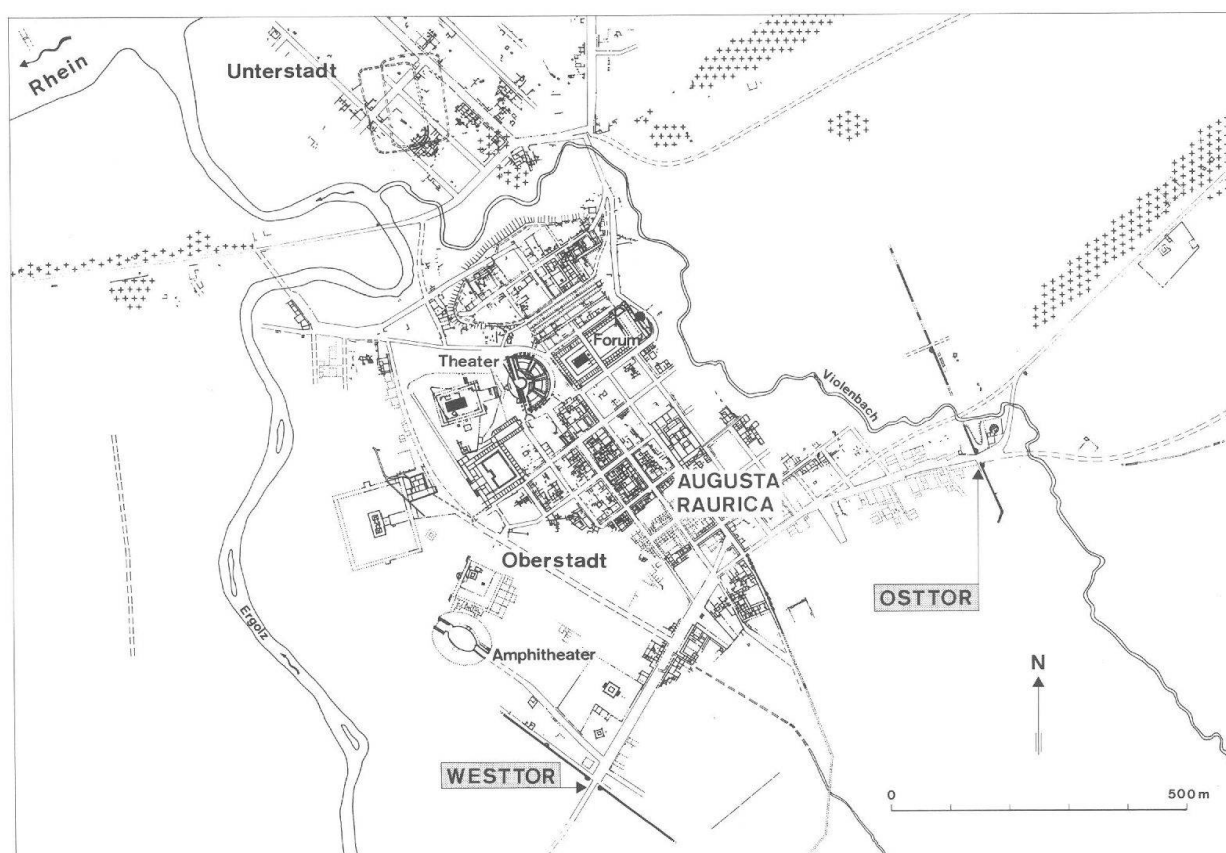 Rhein
Unterstadt
Forum
Theater
Violenbach
AUGUSTA
RAURICA
Oberstadt
OSTTOR
Ergolz
Amphitheater
N
WESTTOR
0
500 m